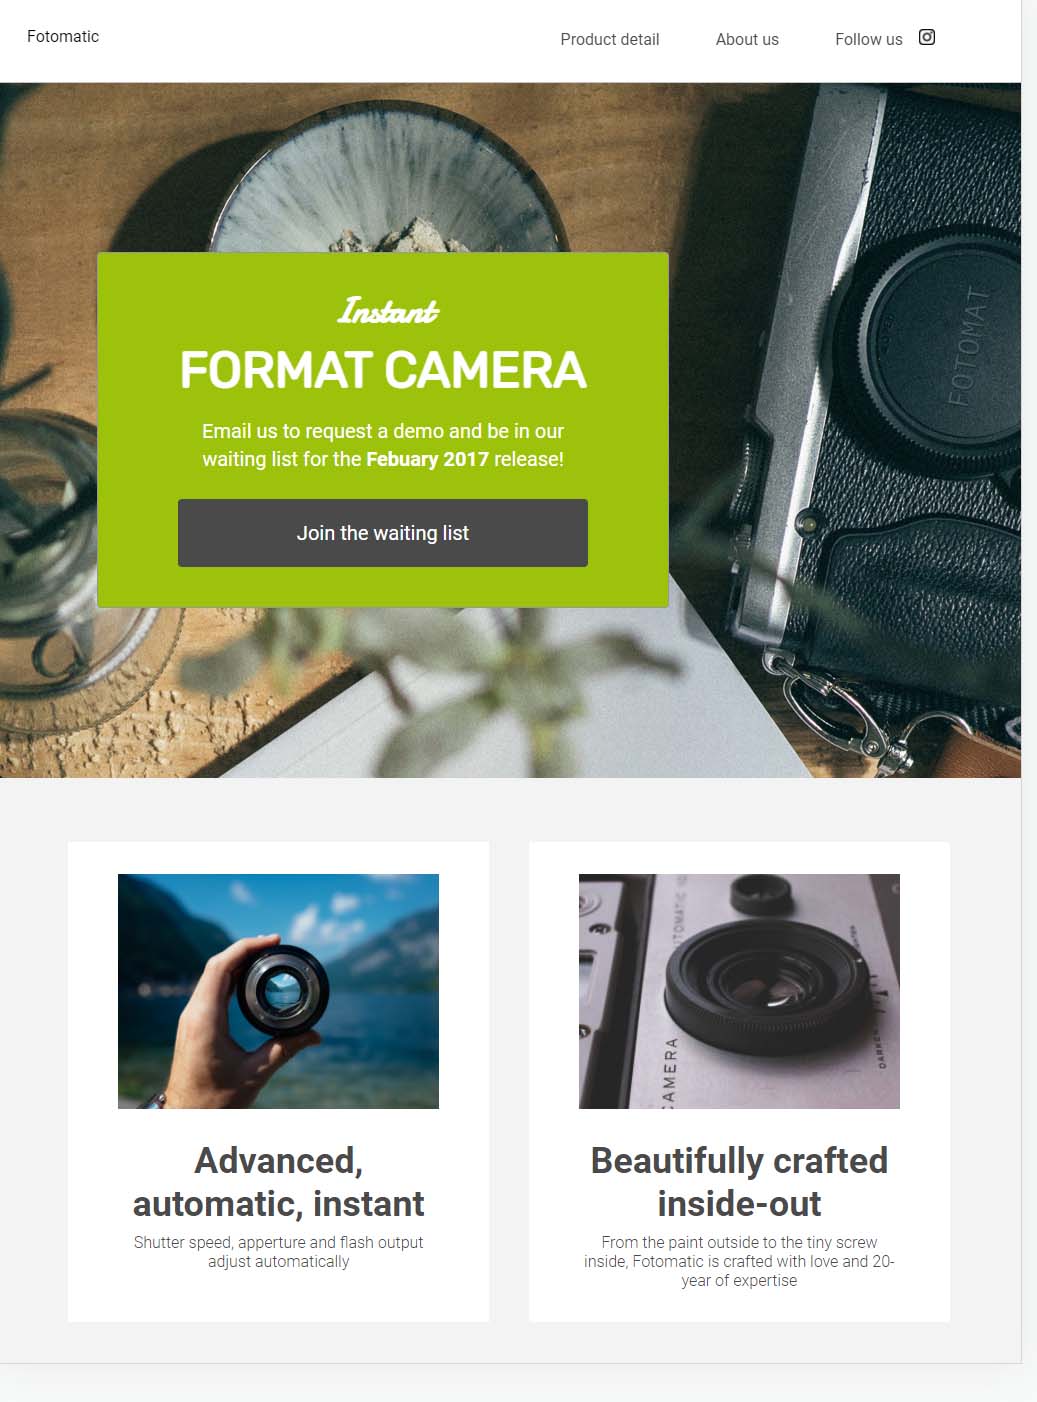 Fotomatic
Product detail
About us
Follow us
FOTOMAT
Instant
FORMAT CAMERA
Email us to request a demo and be in our
waiting list for the Febuary 2017 release!
Join the waiting list
CAMERA
Advanced,
automatic, instant
Shutter speed, apperture and flash output
adjust automatically
Beautifully crafted
inside-out
From the paint outside to the tiny screw
inside, Fotomatic is crafted with love and 20-
year of expertise